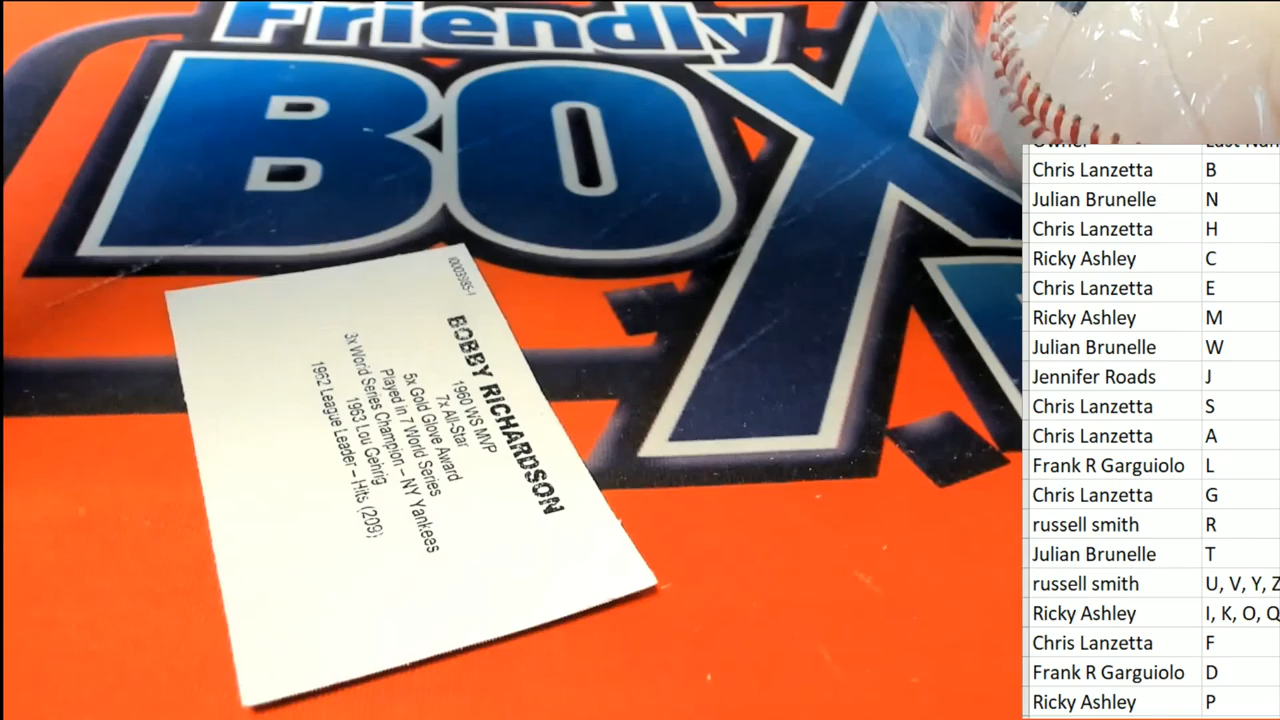 Friendly
BOX
I0003985-I
BOBBY RICHARDSON
1960 WS MVP
7x All-Star
5x Gold Glove Award
Played in 7 World Series
3x World Series Champion – NY Yankees
1963 Lou Gehrig
1962 League Leader – Hits (209)
Owner
Chris Lanzetta B
Julian Brunelle N
Chris Lanzetta H
Ricky Ashley C
Chris Lanzetta E
Ricky Ashley M
Julian Brunelle W
Jennifer Roads J
Chris Lanzetta S
Chris Lanzetta A
Frank R Garguiolo L
Chris Lanzetta G
russell smith R
Julian Brunelle T
russell smith U, V, Y, Z
Ricky Ashley I, K, O, Q
Chris Lanzetta F
Frank R Garguiolo D
Ricky Ashley P